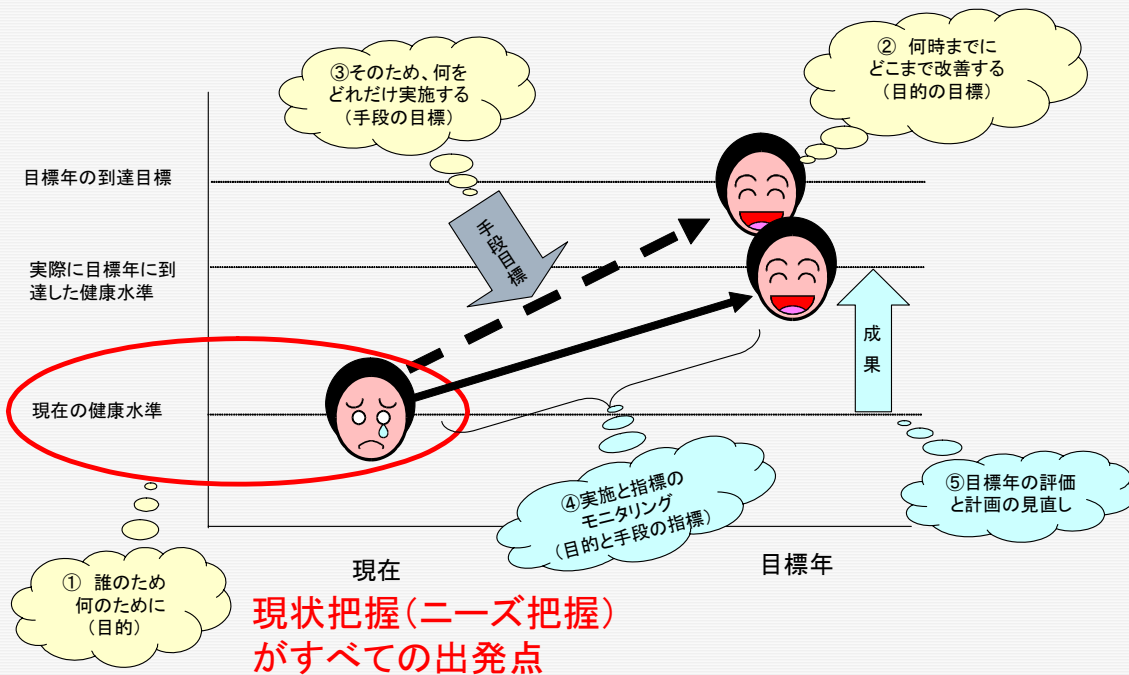 ③そのため、何を
どれだけ実施する
(手段の目標)
② 何時までに
どこまで改善する
(目的の目標)
目標年の到達目標
手段目標
実際に目標年に到
達した健康水準
成
果
現在の健康水準
④実施と指標の
モニタリング
(目的と手段の指標)
⑤目標年の評価
と計画の見直し
① 誰のため
何のために
(目的)
現在
目標年
現状把握(ニーズ把握)
がすべての出発点